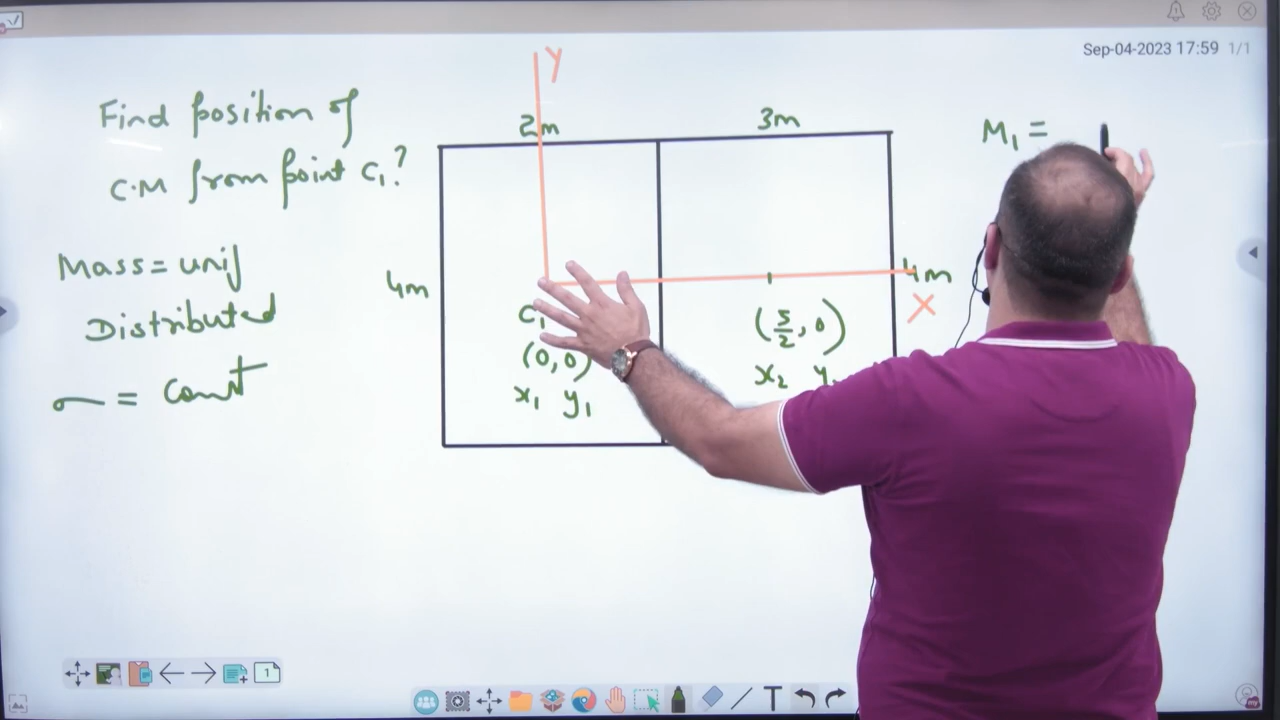 Sep-04-2023 17:59 1/1
Find position of
C.M from point C₁?
Mass = unif
Distributed
σ = Const
Y
2m
3m
4m
4m
X
C₁
(0,0)
x₁ y₁
(5/2, 0)
x₂ y
M₁ =
1
T